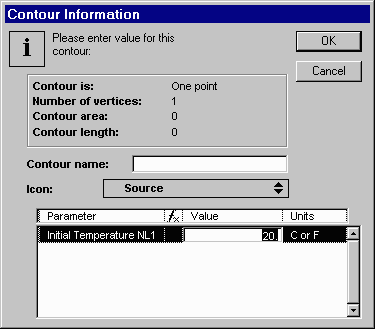 Contour Information
Please enter value for this
contour:
OK
Cancel
Contour is: One point
Number of vertices: 1
Contour area: 0
Contour length: 0
Contour name:
Icon: Source
Parameter fx Value Units
Initial Temperature NL1 20 C or F